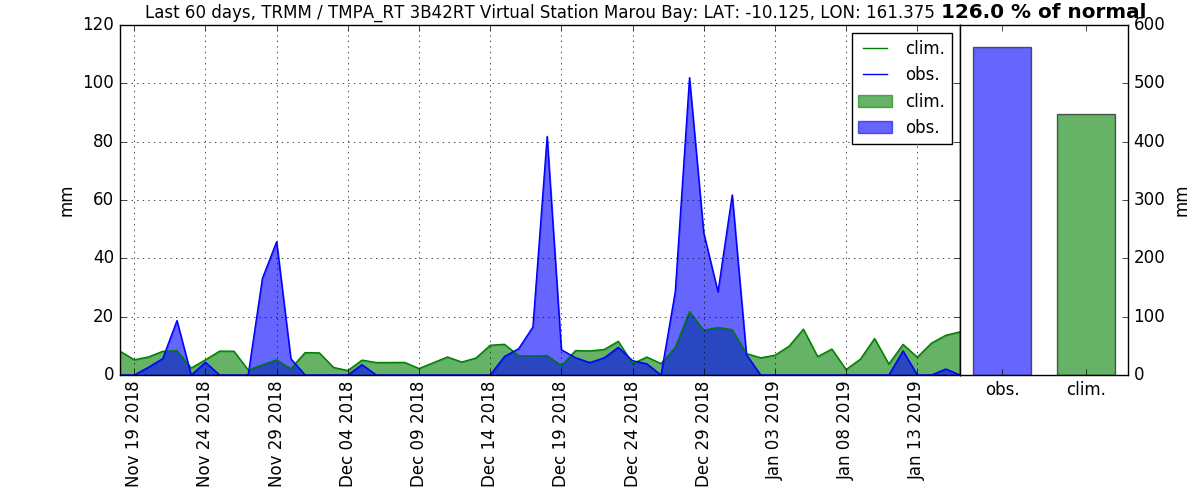 Last 60 days, TRMM / TMPA_RT 3B42RT Virtual Station Marou Bay: LAT: -10.125, LON: 161.375 126.0 % of normal
120
100
80
60
40
20
0
mm
clim.
obs.
clim.
obs.
600
500
400
300
200
100
0
mm
obs.
clim.
Nov 19 2018
Nov 24 2018
Nov 29 2018
Dec 04 2018
Dec 09 2018
Dec 14 2018
Dec 19 2018
Dec 24 2018
Dec 29 2018
Jan 03 2019
Jan 08 2019
Jan 13 2019